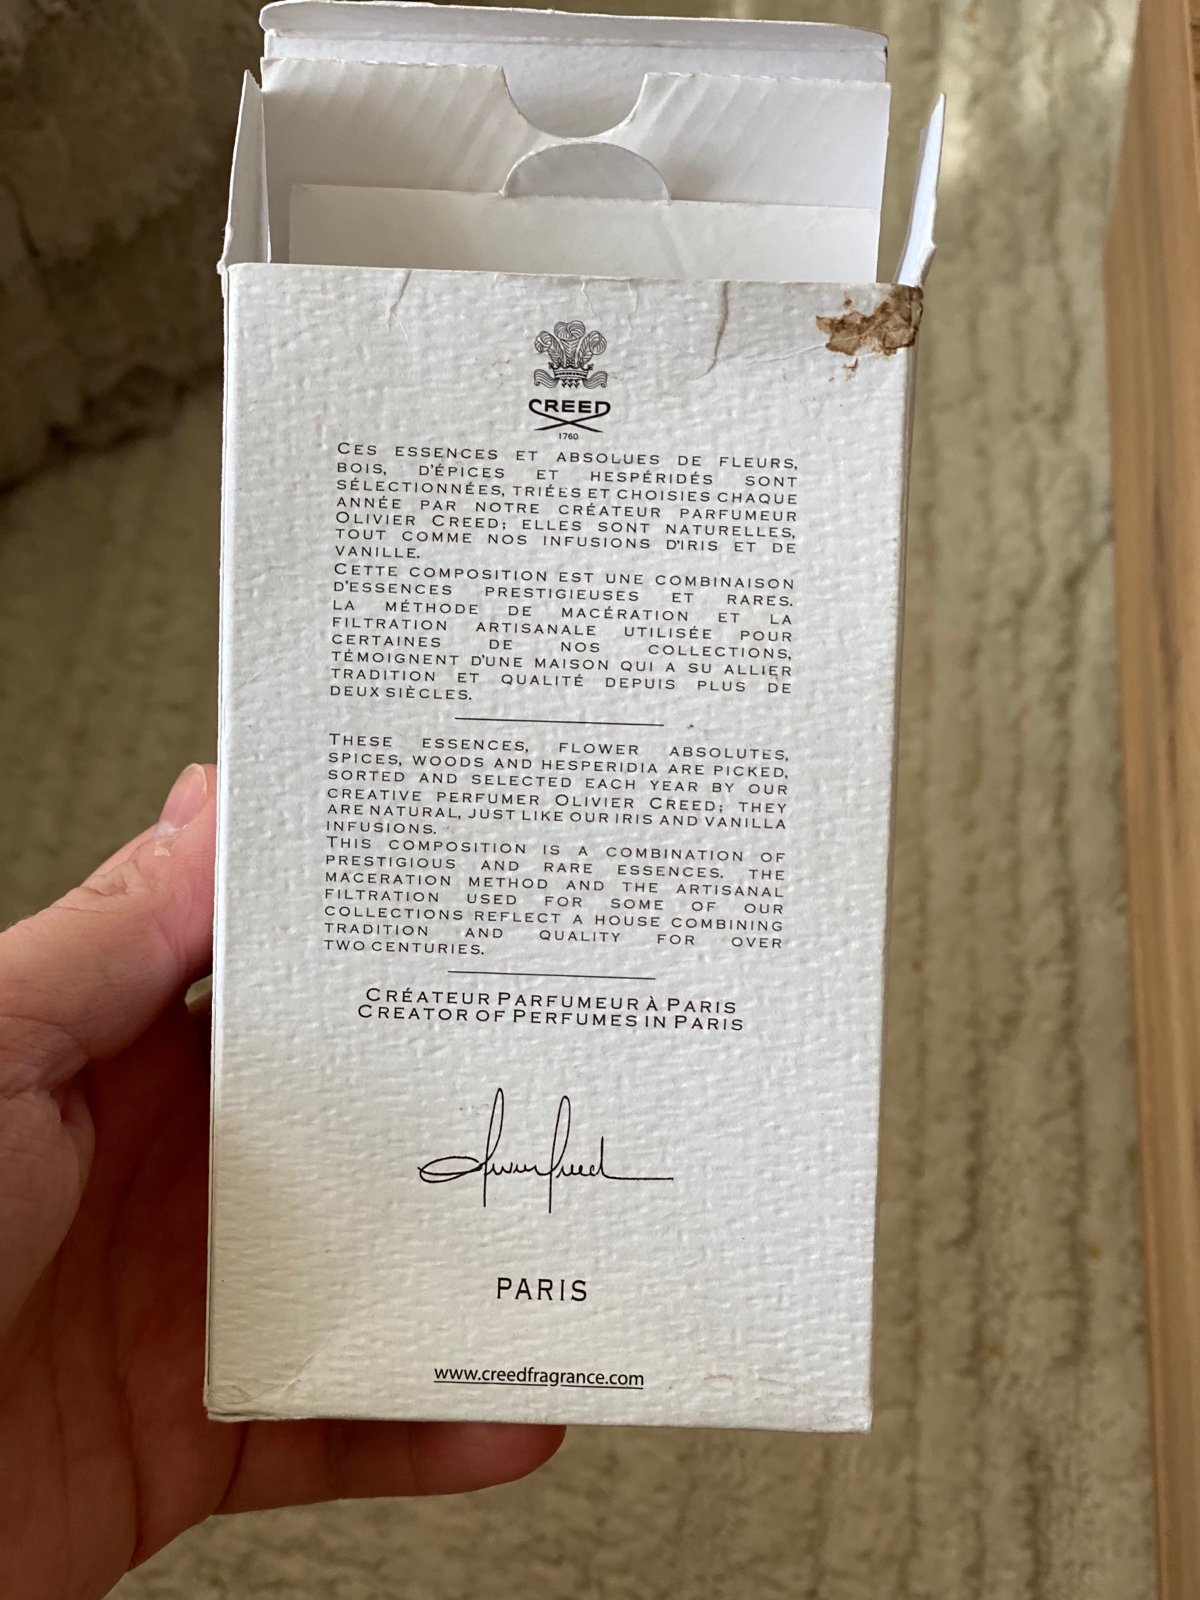 CREED
1760
CES ESSENCES ET ABSOLUES DE FLEURS,
BOIS, D'ÉPICES ET HESPÉRIDÉS SONT
SÉLECTIONNÉES, TRIÉES ET CHOISIES CHAQUE
ANNÉE PAR NOTRE CRÉATEUR PARFUMEUR
OLIVIER CREED; ELLES SONT NATURELLES,
TOUT COMME NOS INFUSIONS D'IRIS ET DE
VANILLE.
CETTE COMPOSITION EST UNE COMBINAISON
D'ESSENCES PRESTIGIEUSES ET RARES.
LA MÉTHODE DE MACÉRATION ET LA
FILTRATION ARTISANALE UTILISÉE POUR
CERTAINES DE NOS COLLECTIONS,
TÉMOIGNENT D'UNE MAISON QUI A SU ALLIER
TRADITION ET QUALITÉ DEPUIS PLUS DE
DEUX SIÈCLES.
THESE ESSENCES, FLOWER ABSOLUTES,
SPICES, WOODS AND HESPERIDIA ARE PICKED,
SORTED AND SELECTED EACH YEAR BY OUR
CREATIVE PERFUMER OLIVIER CREED; THEY
ARE NATURAL, JUST LIKE OUR IRIS AND VANILLA
INFUSIONS.
THIS COMPOSITION IS A COMBINATION OF
PRESTIGIOUS AND RARE ESSENCES. THE
MACERATION METHOD AND THE ARTISANAL
FILTRATION USED FOR SOME OF OUR
COLLECTIONS REFLECT A HOUSE COMBINING
TRADITION AND QUALITY FOR OVER
TWO CENTURIES.
CRÉATEUR PARFUMEUR À PARIS
CREATOR OF PERFUMES IN PARIS
Olivier Creed
PARIS
www.creedfragrance.com